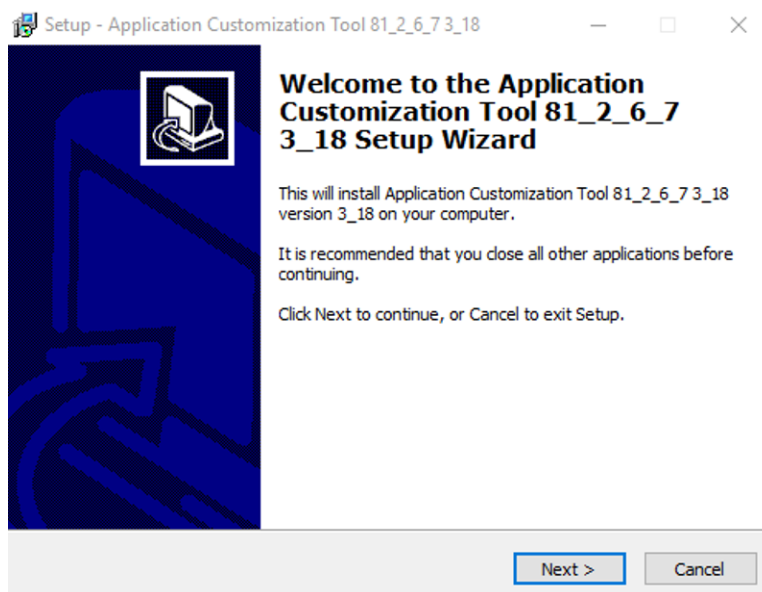 Setup - Application Customization Tool 81_2_6_7 3_18
Welcome to the Application
Customization Tool 81_2_6_7
3_18 Setup Wizard
This will install Application Customization Tool 81_2_6_7 3_18
version 3_18 on your computer.
It is recommended that you close all other applications before
continuing.
Click Next to continue, or Cancel to exit Setup.
Next >
Cancel